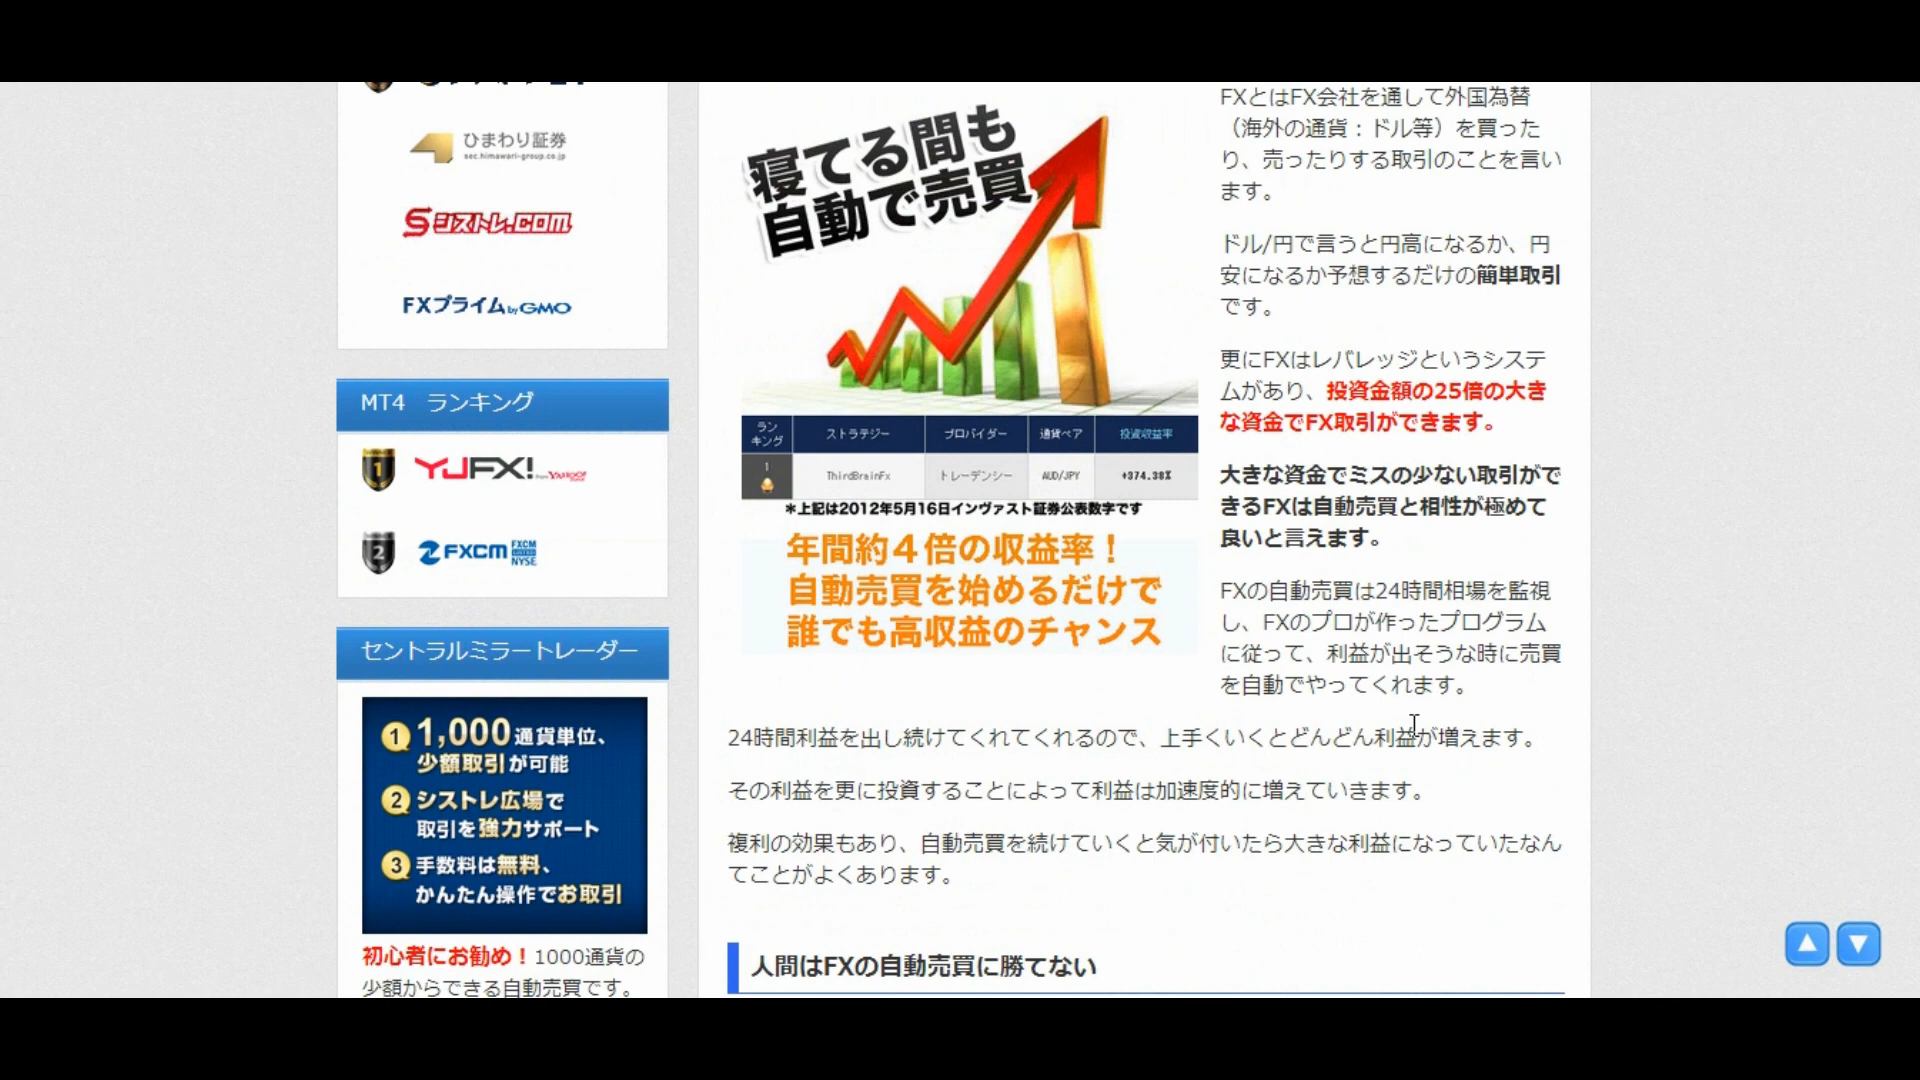 ひまわり証券
sec.himawari-group.co.jp
シストレ.COM
FXプライム by GMO
MT4 ランキング
1
YJFX! from YAHOO!
2
FXCM FXCM LISTED NYSE
セントラルミラートレーダー
1 1,000通貨単位、
少額取引が可能
2 シストレ広場で
取引を強力サポート
3 手数料は無料、
かんたん操作でお取引
初心者にお勧め！1000通貨の
少額からできる自動売買です。
寝てる間も
自動で売買
ラン
キング ストラテジー プロバイダー 通貨ペア 投資収益率
1 ThirdBrainFx トレーデンシー AUD/JPY +374.38%
＊上記は2012年5月16日インヴァスト証券公表数字です
年間約４倍の収益率！
自動売買を始めるだけで
誰でも高収益のチャンス
FXとはFX会社を通して外国為替
（海外の通貨：ドル等）を買った
り、売ったりする取引のことを言い
ます。
ドル/円で言うと円高になるか、円
安になるか予想するだけの簡単取引
です。
更にFXはレバレッジというシステ
ムがあり、投資金額の25倍の大き
な資金でFX取引ができます。
大きな資金でミスの少ない取引がで
きるFXは自動売買と相性が極めて
良いと言えます。
FXの自動売買は24時間相場を監視
し、FXのプロが作ったプログラム
に従って、利益が出そうな時に売買
を自動でやってくれます。
24時間利益を出し続けてくれてくれるので、上手くいくとどんどん利益が増えます。
その利益を更に投資することによって利益は加速度的に増えていきます。
複利の効果もあり、自動売買を続けていくと気が付いたら大きな利益になっていたなん
てことがよくあります。
人間はFXの自動売買に勝てない